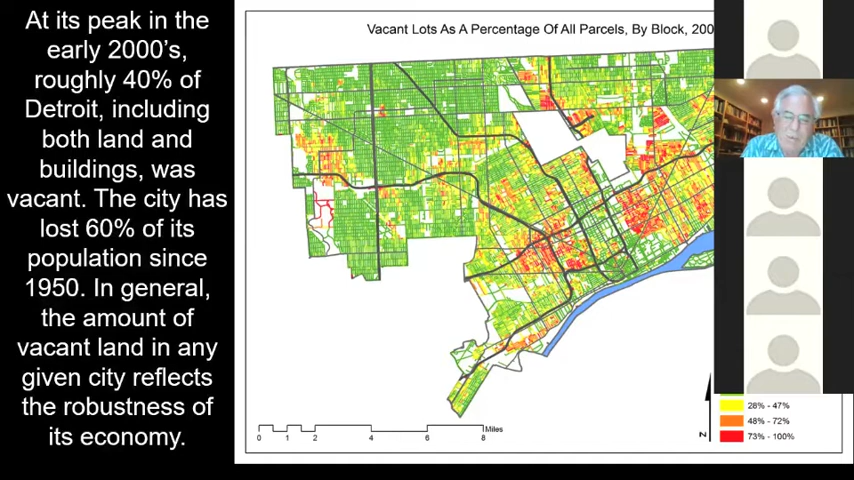 At its peak in the
early 2000's,
roughly 40% of
Detroit, including
both land and
buildings, was
vacant. The city has
lost 60% of its
population since
1950. In general,
the amount of
vacant land in any
given city reflects
the robustness of
its economy.
Vacant Lots As A Percentage Of All Parcels, By Block, 200
28% - 47%
48% - 72%
73% - 100%
N
Miles
0 1 2 4 6 8